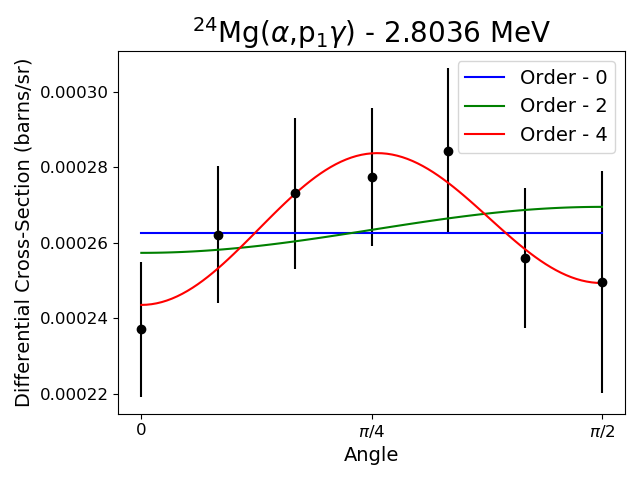 ²⁴Mg(α,p₁γ) - 2.8036 MeV
Differential Cross-Section (barns/sr)
0.00030
0.00028
0.00026
0.00024
0.00022
Order - 0
Order - 2
Order - 4
0
π/4
π/2
Angle